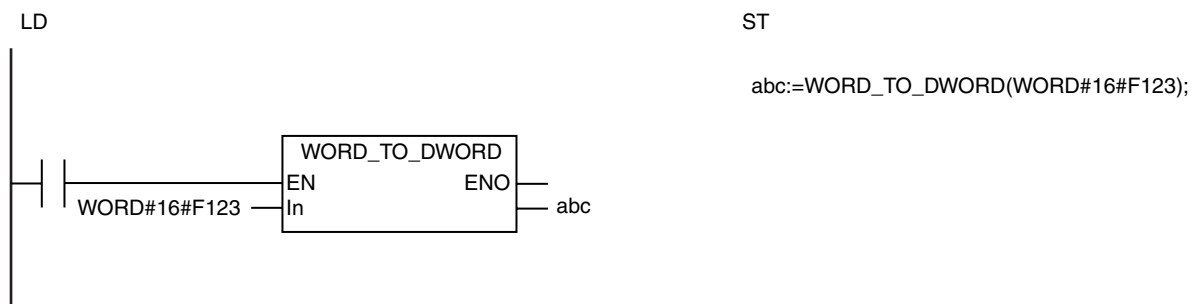 LD
ST
abc:=WORD_TO_DWORD(WORD#16#F123);
WORD_TO_DWORD
EN ENO
WORD#16#F123 In abc